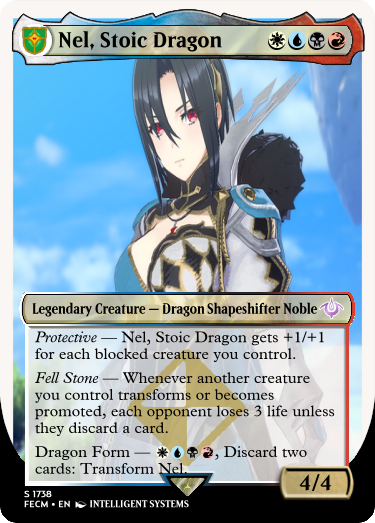 Nel, Stoic Dragon
Legendary Creature — Dragon Shapeshifter Noble
Protective — Nel, Stoic Dragon gets +1/+1
for each blocked creature you control.
Fell Stone — Whenever another creature
you control transforms or becomes
promoted, each opponent loses 3 life unless
they discard a card.
Dragon Form — , Discard two
cards: Transform Nel.
4/4
S 1738
FECM • EN INTELLIGENT SYSTEMS